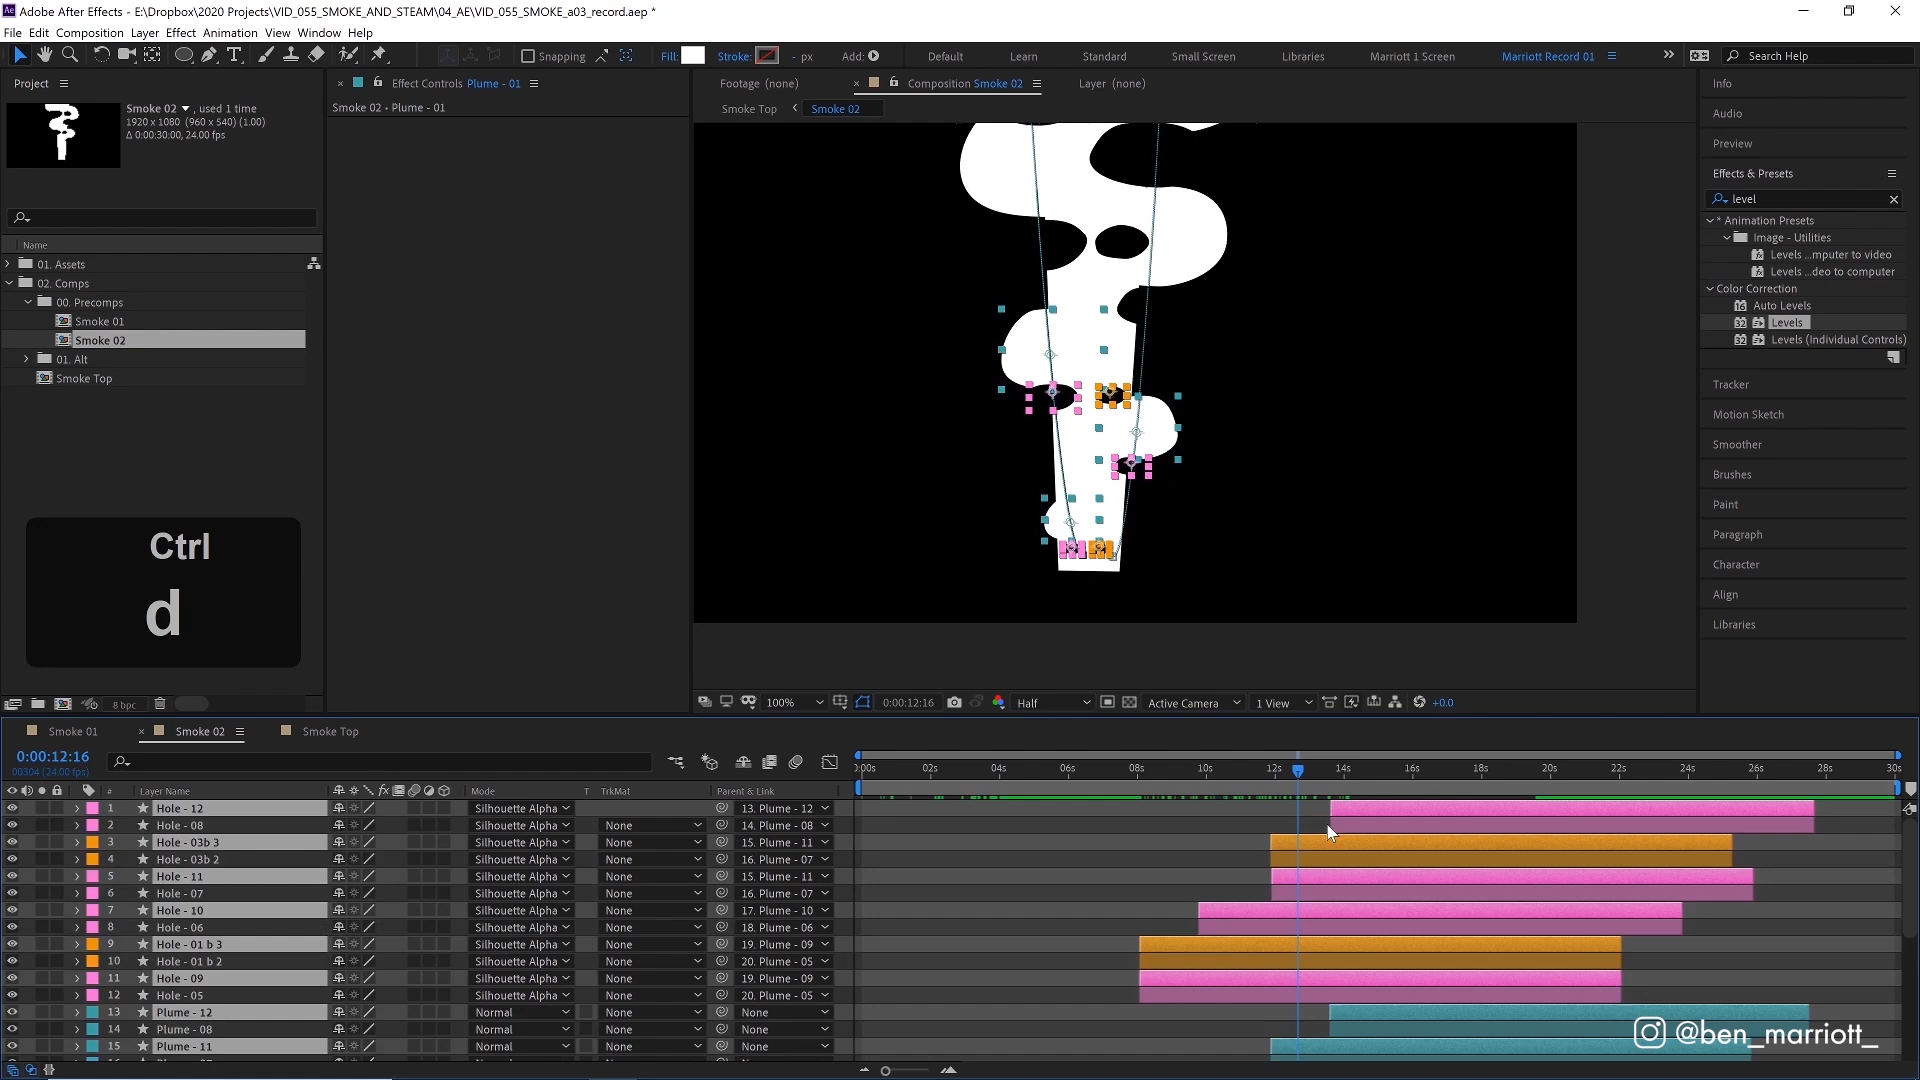 Adobe After Effects - E:\Dropbox\2020 Projects\VID_055_SMOKE_AND_STEAM\04_AE\VID_055_SMOKE_a03_record.aep *
File Edit Composition Layer Effect Animation View Window Help
Snapping Fill: Stroke: - px Add: Default Learn Standard Small Screen Libraries Marriott 1 Screen Marriott Record 01 Search Help
Project
Smoke 02 , used 1 time
1920 x 1080 (960 x 540) (1.00)
Δ 0:00:30:00, 24.00 fps
Name
01. Assets
02. Comps
00. Precomps
Smoke 01
Smoke 02
01. Alt
Smoke Top
8 bpc
Effect Controls Plume - 01
Smoke 02 • Plume - 01
Footage (none) Composition Smoke 02 Layer (none)
Smoke Top Smoke 02
100% 0:00:12:16 Half Active Camera 1 View +0.0
Info
Audio
Preview
Effects & Presets
level
* Animation Presets
Image - Utilities
Levels ...mputer to video
Levels ...deo to computer
Color Correction
Auto Levels
Levels
Levels (Individual Controls)
Tracker
Motion Sketch
Smoother
Brushes
Paint
Paragraph
Character
Align
Libraries
Ctrl
d
Smoke 01 Smoke 02 Smoke Top
0:00:12:16
00304 (24.00 fps)
# Layer Name Mode T TrkMat Parent & Link
0:00s 02s 04s 06s 08s 10s 12s 14s 16s 18s 20s 22s 24s 26s 28s 30s
1 Hole - 12 Silhouette Alpha 13. Plume - 12
2 Hole - 08 Silhouette Alpha None 14. Plume - 08
3 Hole - 03b 3 Silhouette Alpha None 15. Plume - 11
4 Hole - 03b 2 Silhouette Alpha None 16. Plume - 07
5 Hole - 11 Silhouette Alpha None 15. Plume - 11
6 Hole - 07 Silhouette Alpha None 16. Plume - 07
7 Hole - 10 Silhouette Alpha None 17. Plume - 10
8 Hole - 06 Silhouette Alpha None 18. Plume - 06
9 Hole - 01 b 3 Silhouette Alpha None 19. Plume - 09
10 Hole - 01 b 2 Silhouette Alpha None 20. Plume - 05
11 Hole - 09 Silhouette Alpha None 19. Plume - 09
12 Hole - 05 Silhouette Alpha None 20. Plume - 05
13 Plume - 12 Normal None None
14 Plume - 08 Normal None None
15 Plume - 11 Normal None None
@ben_marriott_